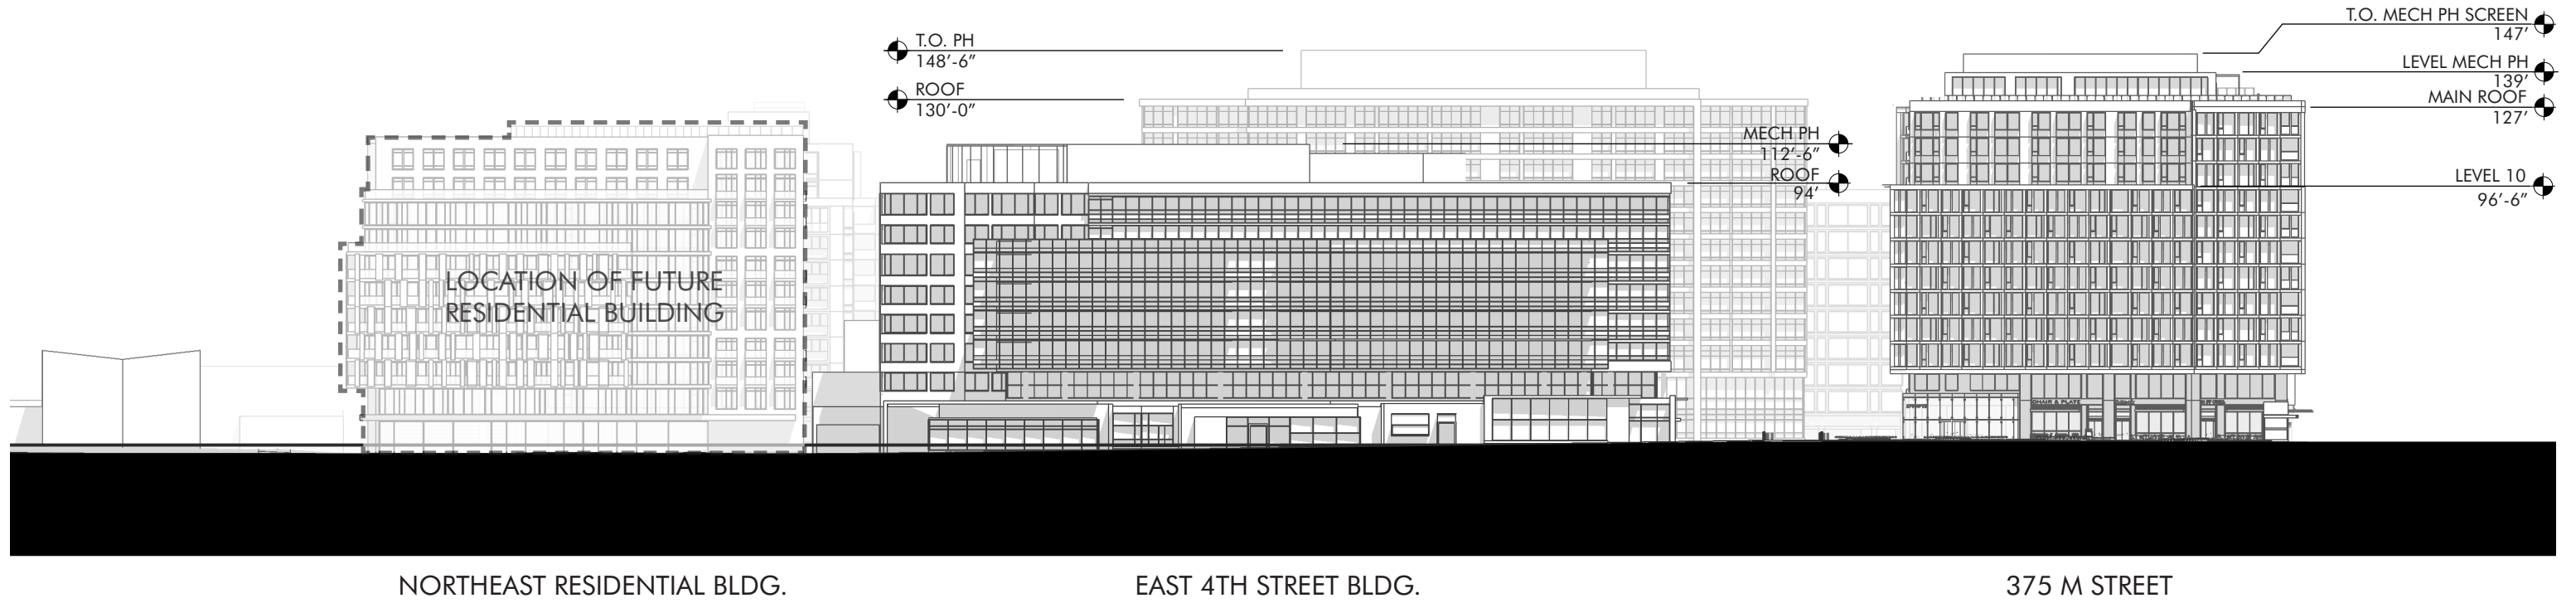 T.O. MECH PH SCREEN
147’
T.O. PH
148’-6”
LEVEL MECH PH
139’
ROOF
130’-0”
MAIN ROOF
127’
MECH PH
112’-6”
ROOF
94’
LEVEL 10
96’-6”
LOCATION OF FUTURE
RESIDENTIAL BUILDING
NORTHEAST RESIDENTIAL BLDG.
EAST 4TH STREET BLDG.
375 M STREET